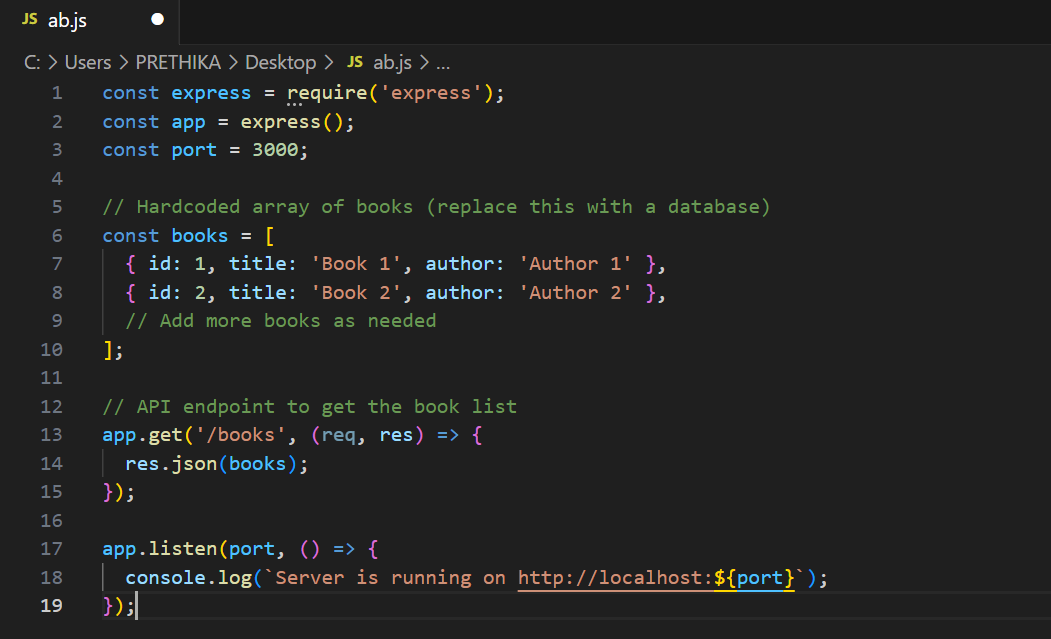 JS ab.js
C: > Users > PRETHIKA > Desktop > JS ab.js > ...
1 const express = require('express');
2 const app = express();
3 const port = 3000;
4
5 // Hardcoded array of books (replace this with a database)
6 const books = [
7   { id: 1, title: 'Book 1', author: 'Author 1' },
8   { id: 2, title: 'Book 2', author: 'Author 2' },
9   // Add more books as needed
10 ];
11
12 // API endpoint to get the book list
13 app.get('/books', (req, res) => {
14   res.json(books);
15 });
16
17 app.listen(port, () => {
18   console.log(`Server is running on http://localhost:${port}`);
19 });